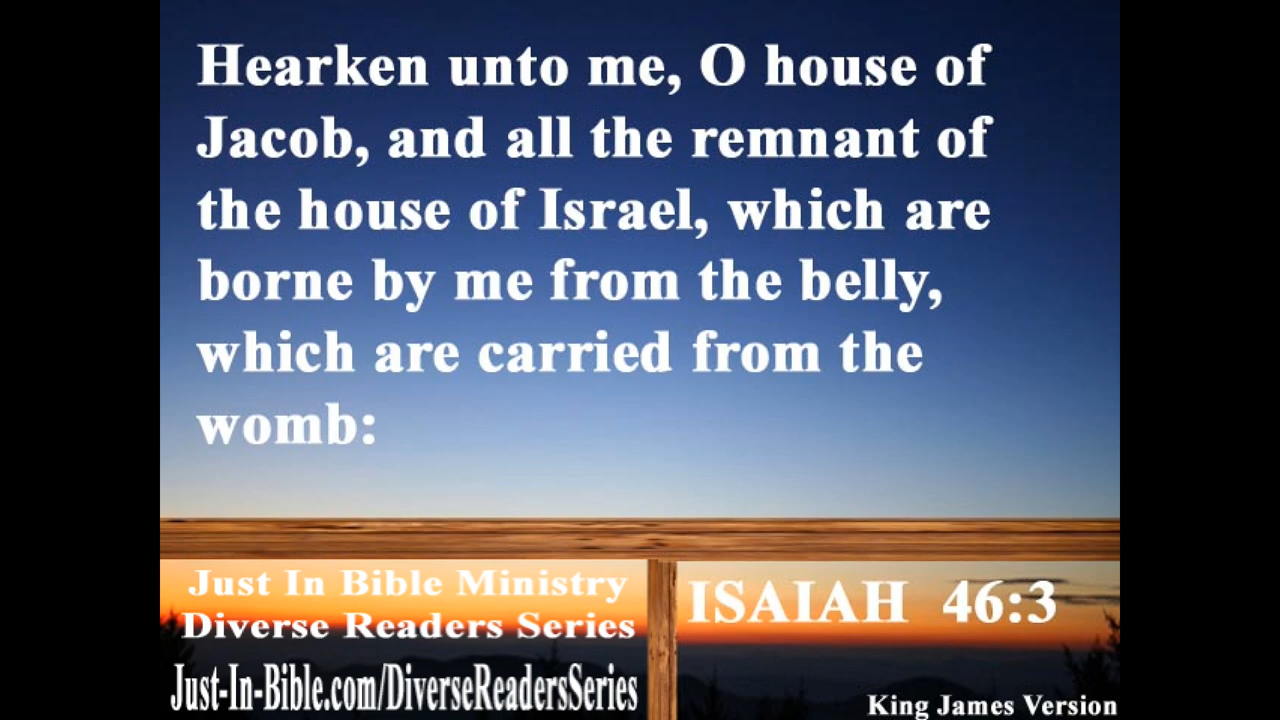 Hearken unto me, O house of
Jacob, and all the remnant of
the house of Israel, which are
borne by me from the belly,
which are carried from the
womb:
Just In Bible Ministry
Diverse Readers Series
Just-In-Bible.com/DiverseReadersSeries
ISAIAH 46:3
King James Version